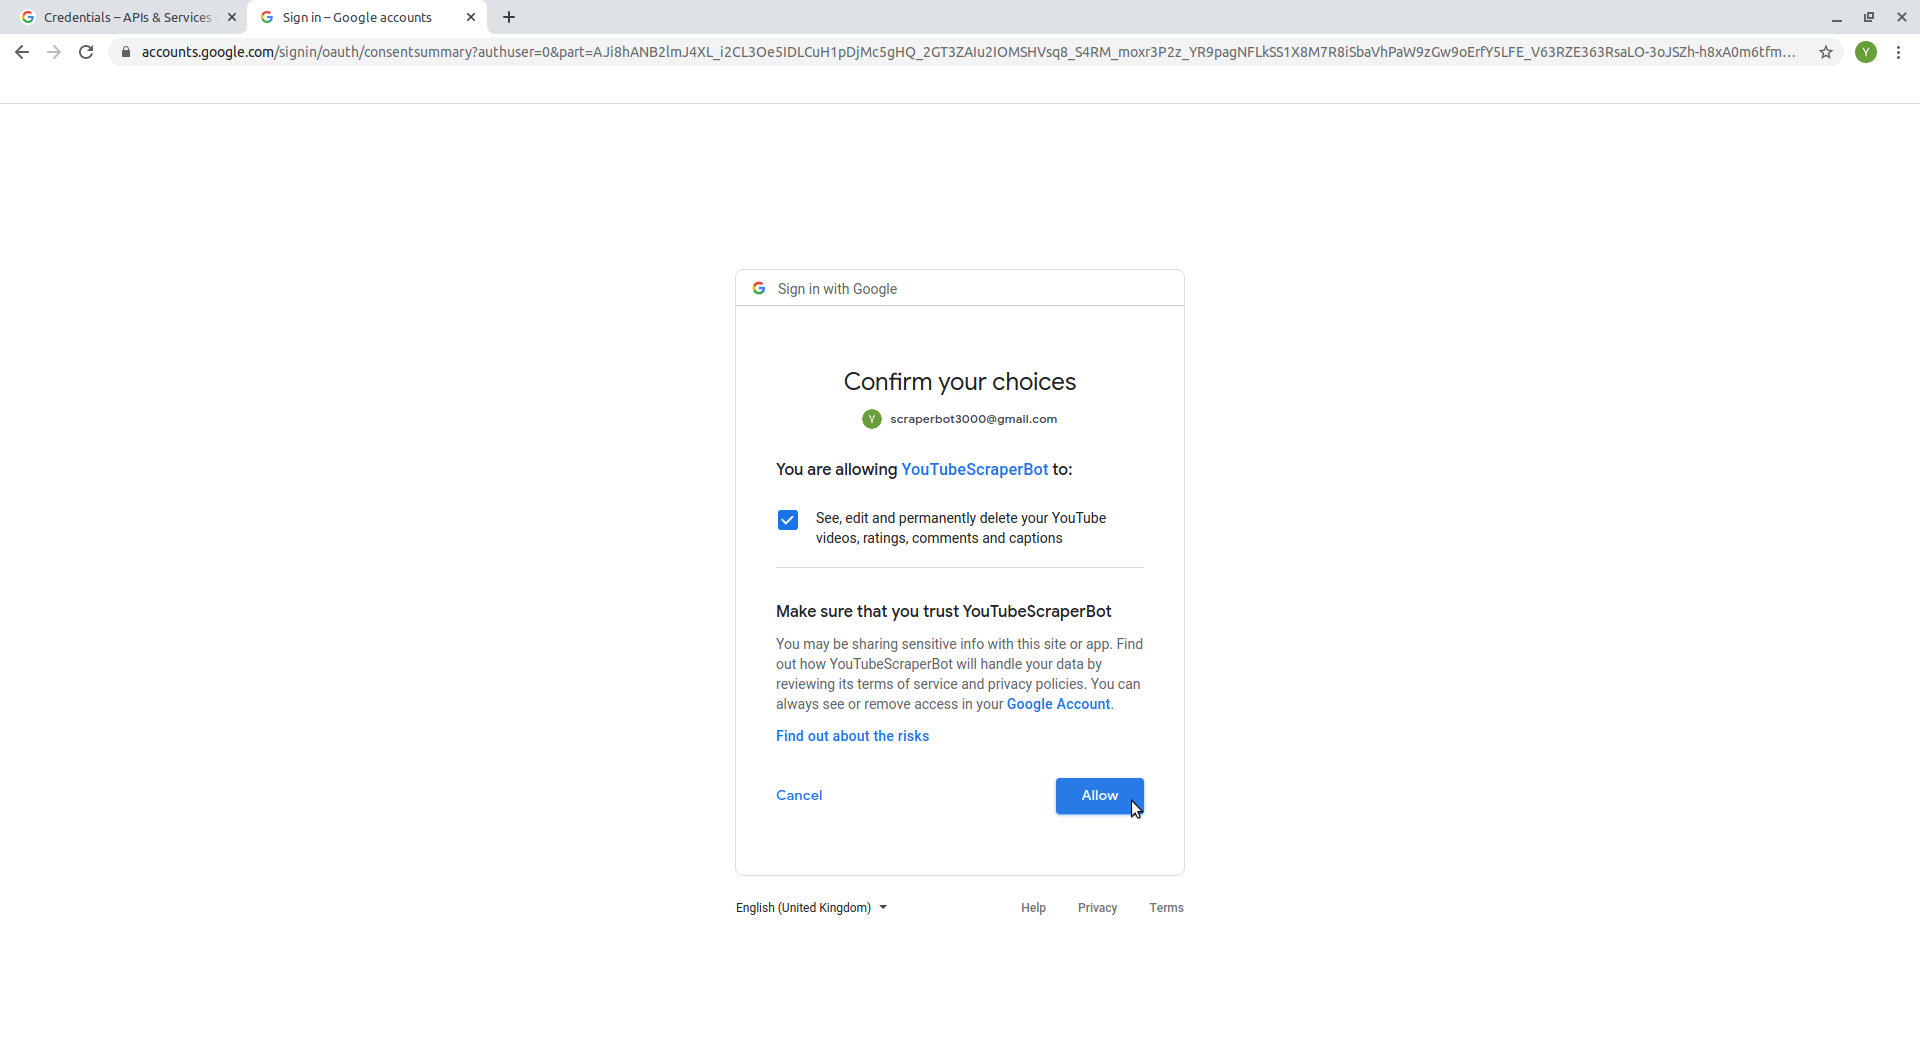 Credentials – APIs & Services
Sign in – Google accounts
accounts.google.com/signin/oauth/consentsummary?authuser=0&part=AJi8hANB2lmJ4XL_i2CL3Oe5IDLCuH1pDjMc5gHQ_2GT3ZAIu2IOMSHVsq8_S4RM_moxr3P2z_YR9pagNFLkSS1X8M7R8iSbaVhPaW9zGw9oErfY5LFE_V63RZE363RsaLO-3oJSZh-h8xA0m6tfm...
Y
Sign in with Google
Confirm your choices
Y scraperbot3000@gmail.com
You are allowing YouTubeScraperBot to:
See, edit and permanently delete your YouTube
videos, ratings, comments and captions
Make sure that you trust YouTubeScraperBot
You may be sharing sensitive info with this site or app. Find
out how YouTubeScraperBot will handle your data by
reviewing its terms of service and privacy policies. You can
always see or remove access in your Google Account.
Find out about the risks
Cancel
Allow
English (United Kingdom)
Help
Privacy
Terms